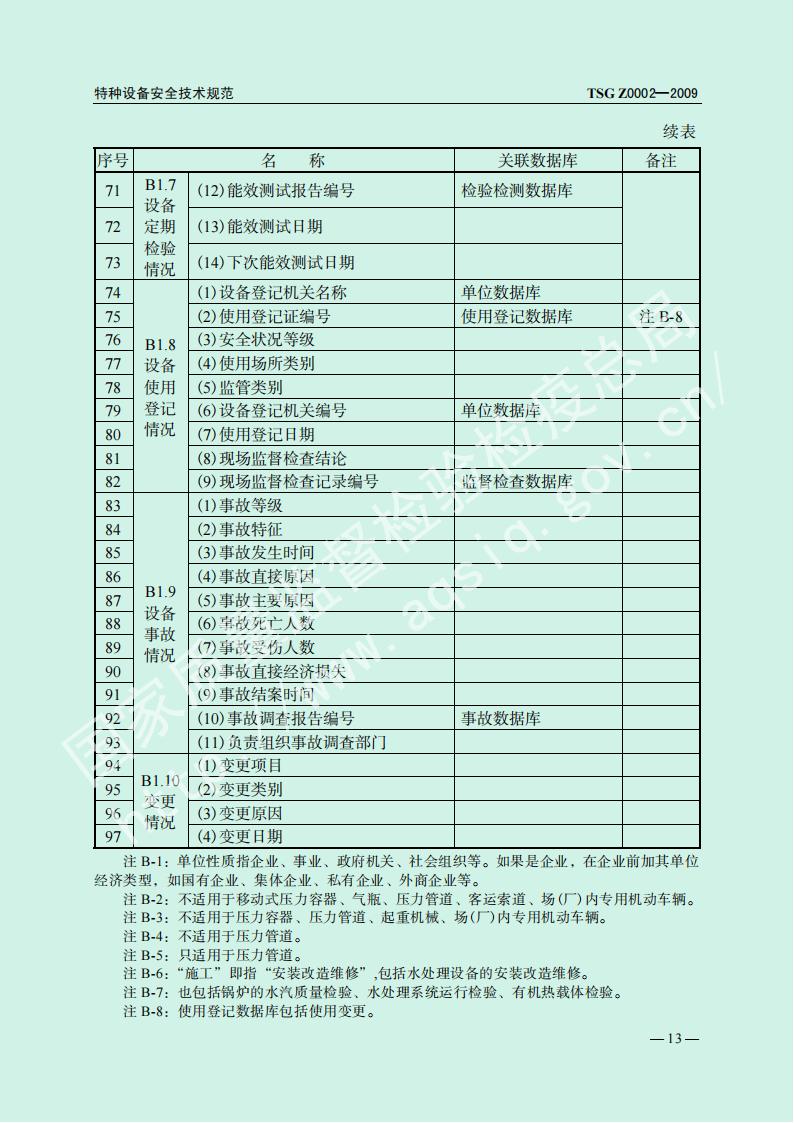 特种设备安全技术规范 TSG Z0002—2009
续表
序号 名 称 关联数据库 备注
71 B1.7 设备定期检验情况 (12)能效测试报告编号 检验检测数据库
72 (13)能效测试日期
73 (14)下次能效测试日期
74 B1.8 设备使用登记情况 (1)设备登记机关名称 单位数据库
75 (2)使用登记证编号 使用登记数据库 注 B-8
76 (3)安全状况等级
77 (4)使用场所类别
78 (5)监管类别
79 (6)设备登记机关编号 单位数据库
80 (7)使用登记日期
81 (8)现场监督检查结论
82 (9)现场监督检查记录编号 监督检查数据库
83 B1.9 设备事故情况 (1)事故等级
84 (2)事故特征
85 (3)事故发生时间
86 (4)事故直接原因
87 (5)事故主要原因
88 (6)事故死亡人数
89 (7)事故受伤人数
90 (8)事故直接经济损失
91 (9)事故结案时间
92 (10)事故调查报告编号 事故数据库
93 (11)负责组织事故调查部门
94 B1.10 变更情况 (1)变更项目
95 (2)变更类别
96 (3)变更原因
97 (4)变更日期
注 B-1：单位性质指企业、事业、政府机关、社会组织等。如果是企业，在企业前加其单位
经济类型，如国有企业、集体企业、私有企业、外商企业等。
注 B-2：不适用于移动式压力容器、气瓶、压力管道、客运索道、场(厂)内专用机动车辆。
注 B-3：不适用于压力容器、压力管道、起重机械、场(厂)内专用机动车辆。
注 B-4：不适用于压力管道。
注 B-5：只适用于压力管道。
注 B-6：“施工”即指“安装改造维修”,包括水处理设备的安装改造维修。
注 B-7：也包括锅炉的水汽质量检验、水处理系统运行检验、有机热载体检验。
注 B-8：使用登记数据库包括使用变更。
—13—
国家质量监督检验检疫总局
http://www.aqsiq.gov.cn/